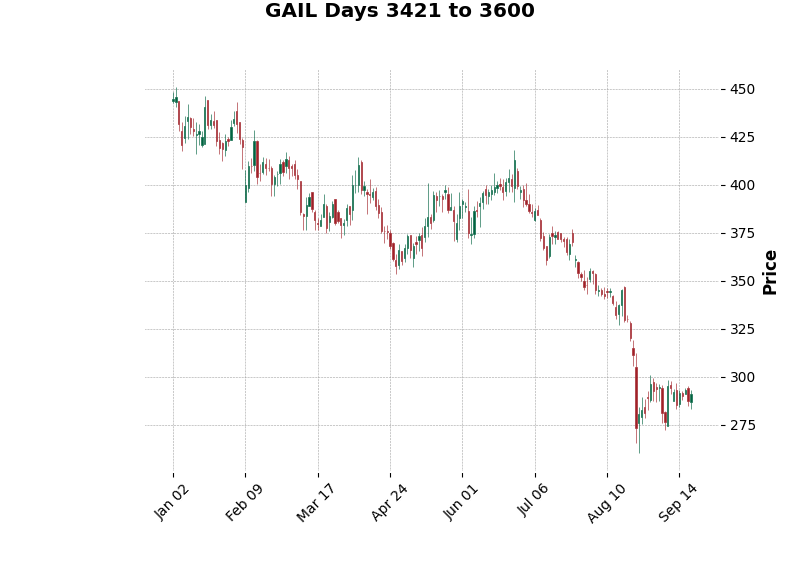 GAIL Days 3421 to 3600
450
425
400
375
350
325
300
275
Price
Jan 02
Feb 09
Mar 17
Apr 24
Jun 01
Jul 06
Aug 10
Sep 14